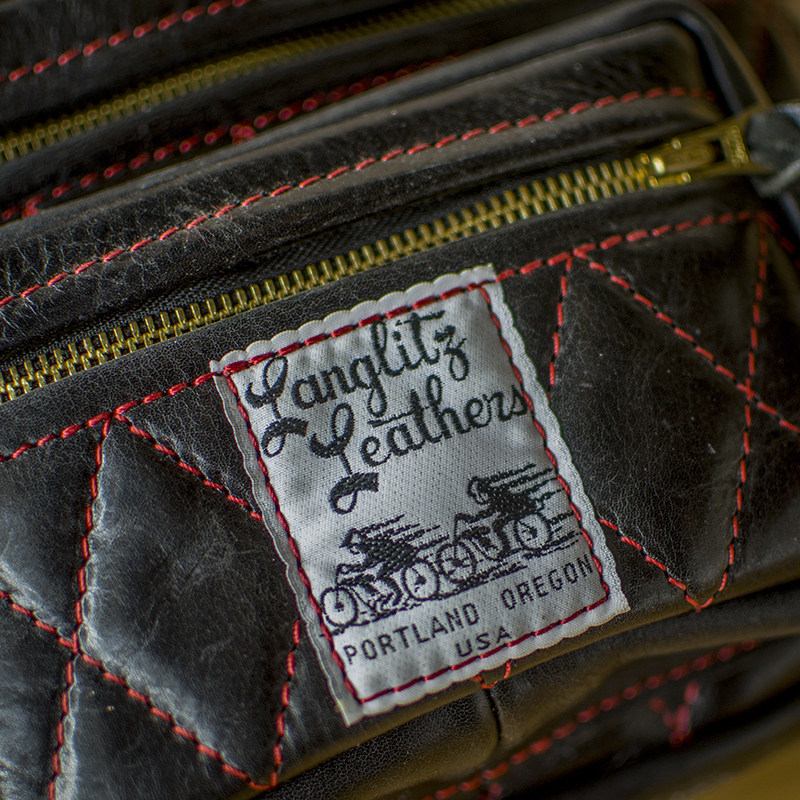 Langlitz
Leathers
PORTLAND OREGON
USA